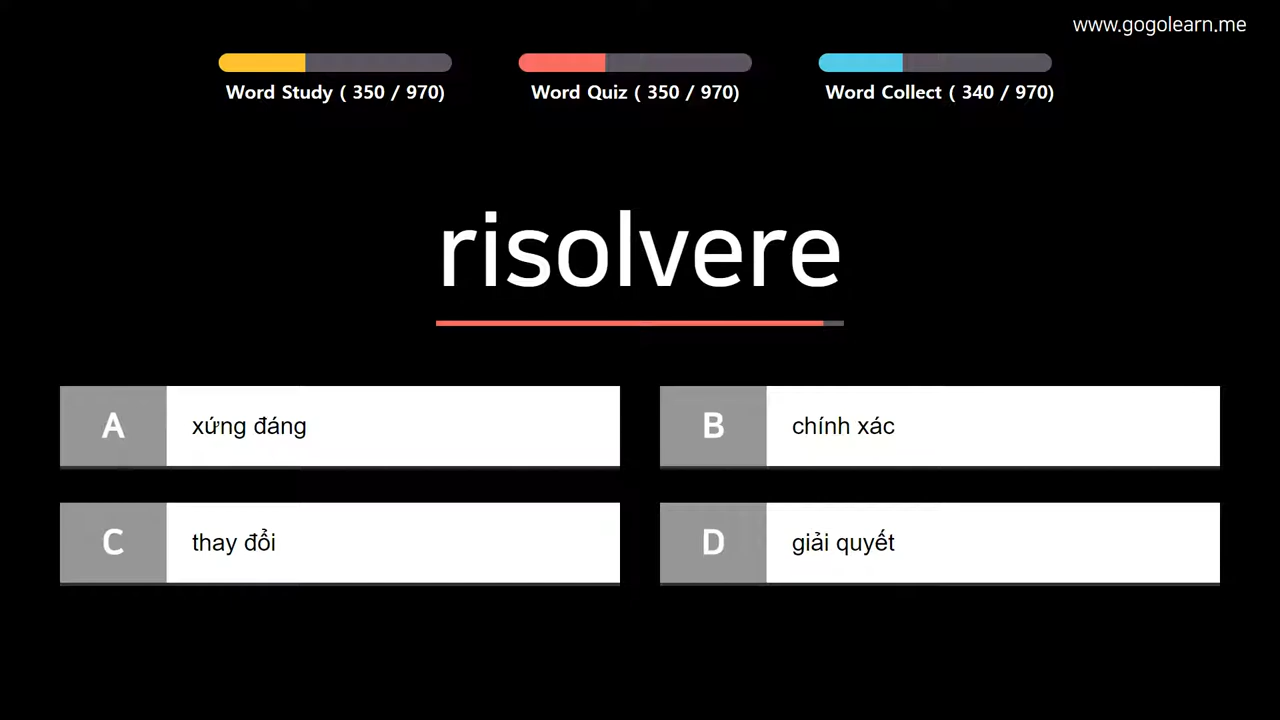 www.gogolearn.me
Word Study ( 350 / 970)
Word Quiz ( 350 / 970)
Word Collect ( 340 / 970)
risolvere
A xứng đáng
B chính xác
C thay đổi
D giải quyết